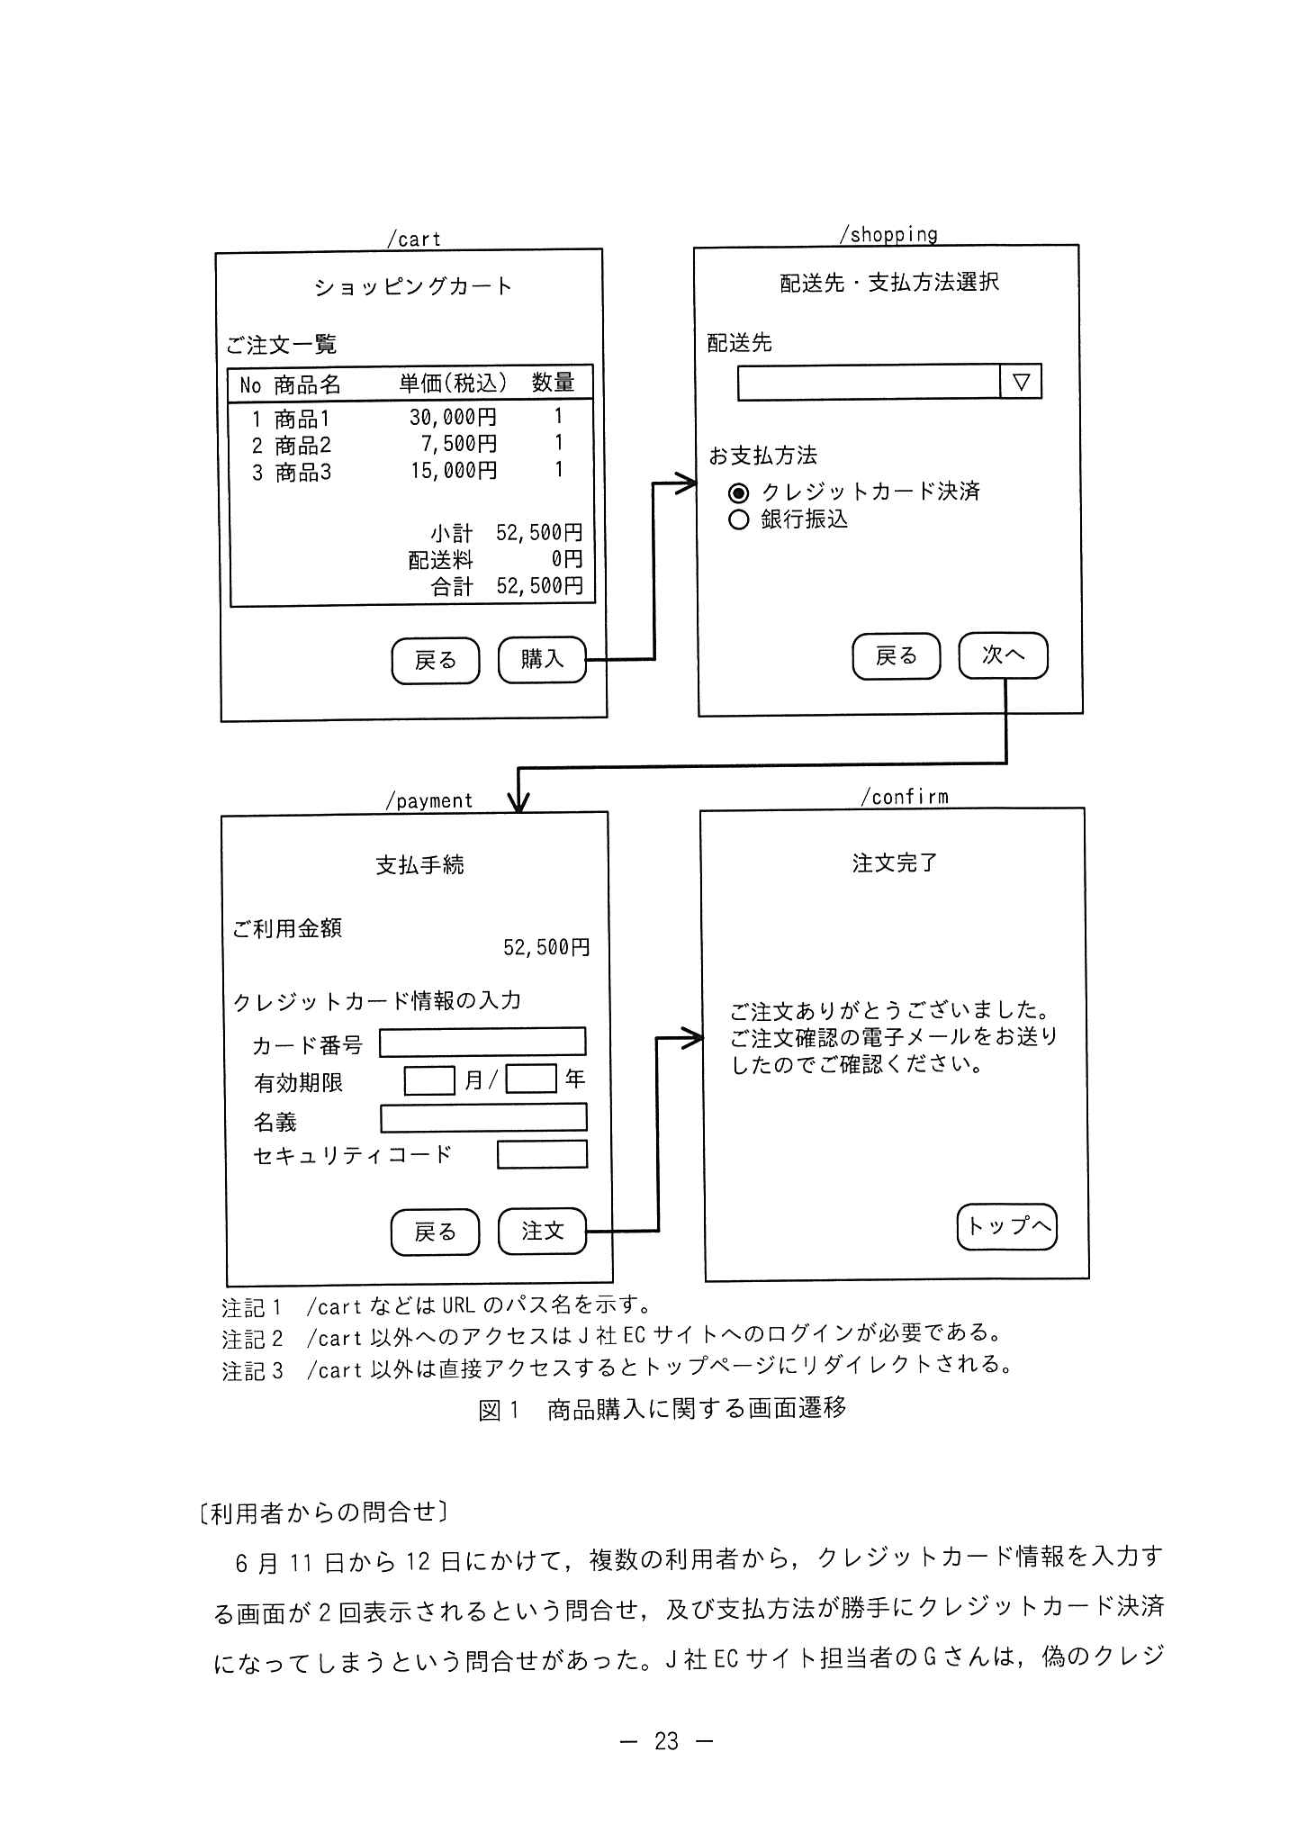 /cart
ショッピングカート
ご注文一覧
No 商品名 単価(税込) 数量
1 商品1 30,000円 1
2 商品2 7,500円 1
3 商品3 15,000円 1
小計 52,500円
配送料 0円
合計 52,500円
戻る 購入
/shopping
配送先・支払方法選択
配送先
▽
お支払方法
◉ クレジットカード決済
○ 銀行振込
戻る 次へ
/payment
支払手続
ご利用金額
52,500円
クレジットカード情報の入力
カード番号
有効期限 月/ 年
名義
セキュリティコード
戻る 注文
/confirm
注文完了
ご注文ありがとうございました。
ご注文確認の電子メールをお送り
したのでご確認ください。
トップへ
注記1 /cart などは URL のパス名を示す。
注記2 /cart 以外へのアクセスはJ社ECサイトへのログインが必要である。
注記3 /cart 以外は直接アクセスするとトップページにリダイレクトされる。
図1 商品購入に関する画面遷移
〔利用者からの問合せ〕
6月11日から12日にかけて，複数の利用者から，クレジットカード情報を入力す
る画面が2回表示されるという問合せ，及び支払方法が勝手にクレジットカード決済
になってしまうという問合せがあった。J社ECサイト担当者のGさんは，偽のクレジ
― 23 ―